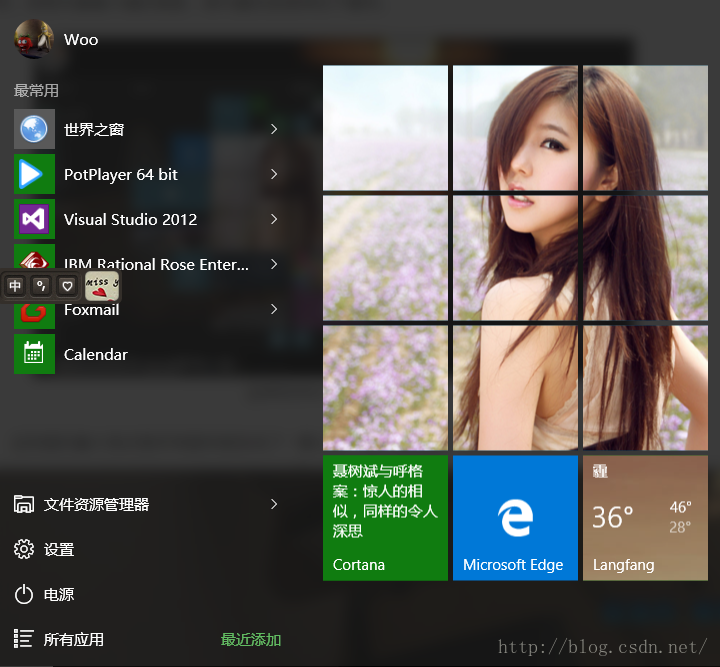 Woo
最常用
世界之窗
PotPlayer 64 bit
Visual Studio 2012
IBM Rational Rose Enter...
中
miss y
Foxmail
Calendar
文件资源管理器
设置
电源
所有应用
最近添加
聂树斌与呼格
案：惊人的相
似，同样的令人
深思
Cortana
Microsoft Edge
霾
36°
46°
28°
Langfang
http://blog.csdn.net/